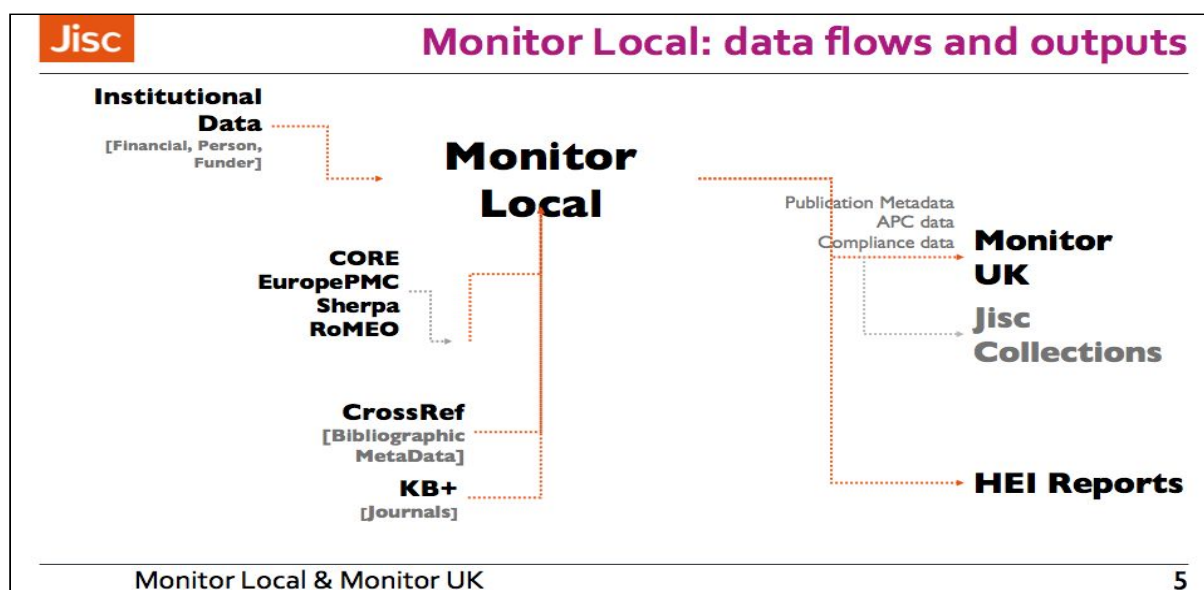 Jisc
Monitor Local: data flows and outputs
Institutional
Data
[Financial, Person,
Funder]
Monitor
Local
CORE
EuropePMC
Sherpa
RoMEO
CrossRef
[Bibliographic
MetaData]
KB+
[Journals]
Publication Metadata
APC data
Compliance data
Monitor
UK
Jisc
Collections
HEI Reports
Monitor Local & Monitor UK
5